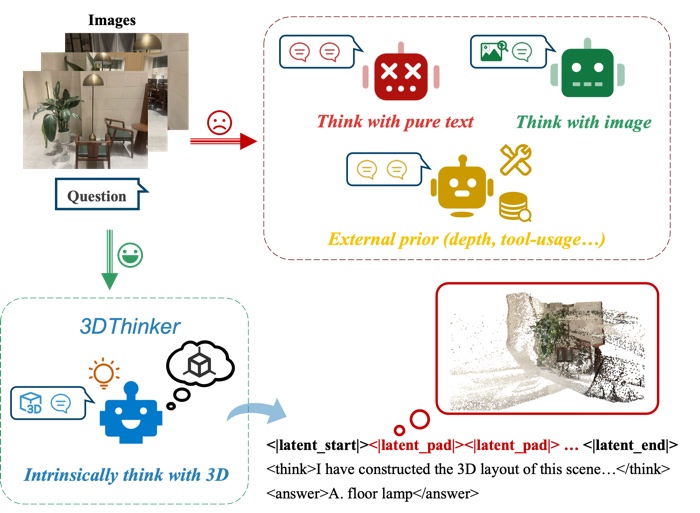 Images
Think with pure text
Think with image
Question
External prior (depth, tool-usage…)
3DThinker
3D
<|latent_start|><|latent_pad|><|latent_pad|> … <|latent_end|>
<think>I have constructed the 3D layout of this scene…</think>
<answer>A. floor lamp</answer>
Intrinsically think with 3D